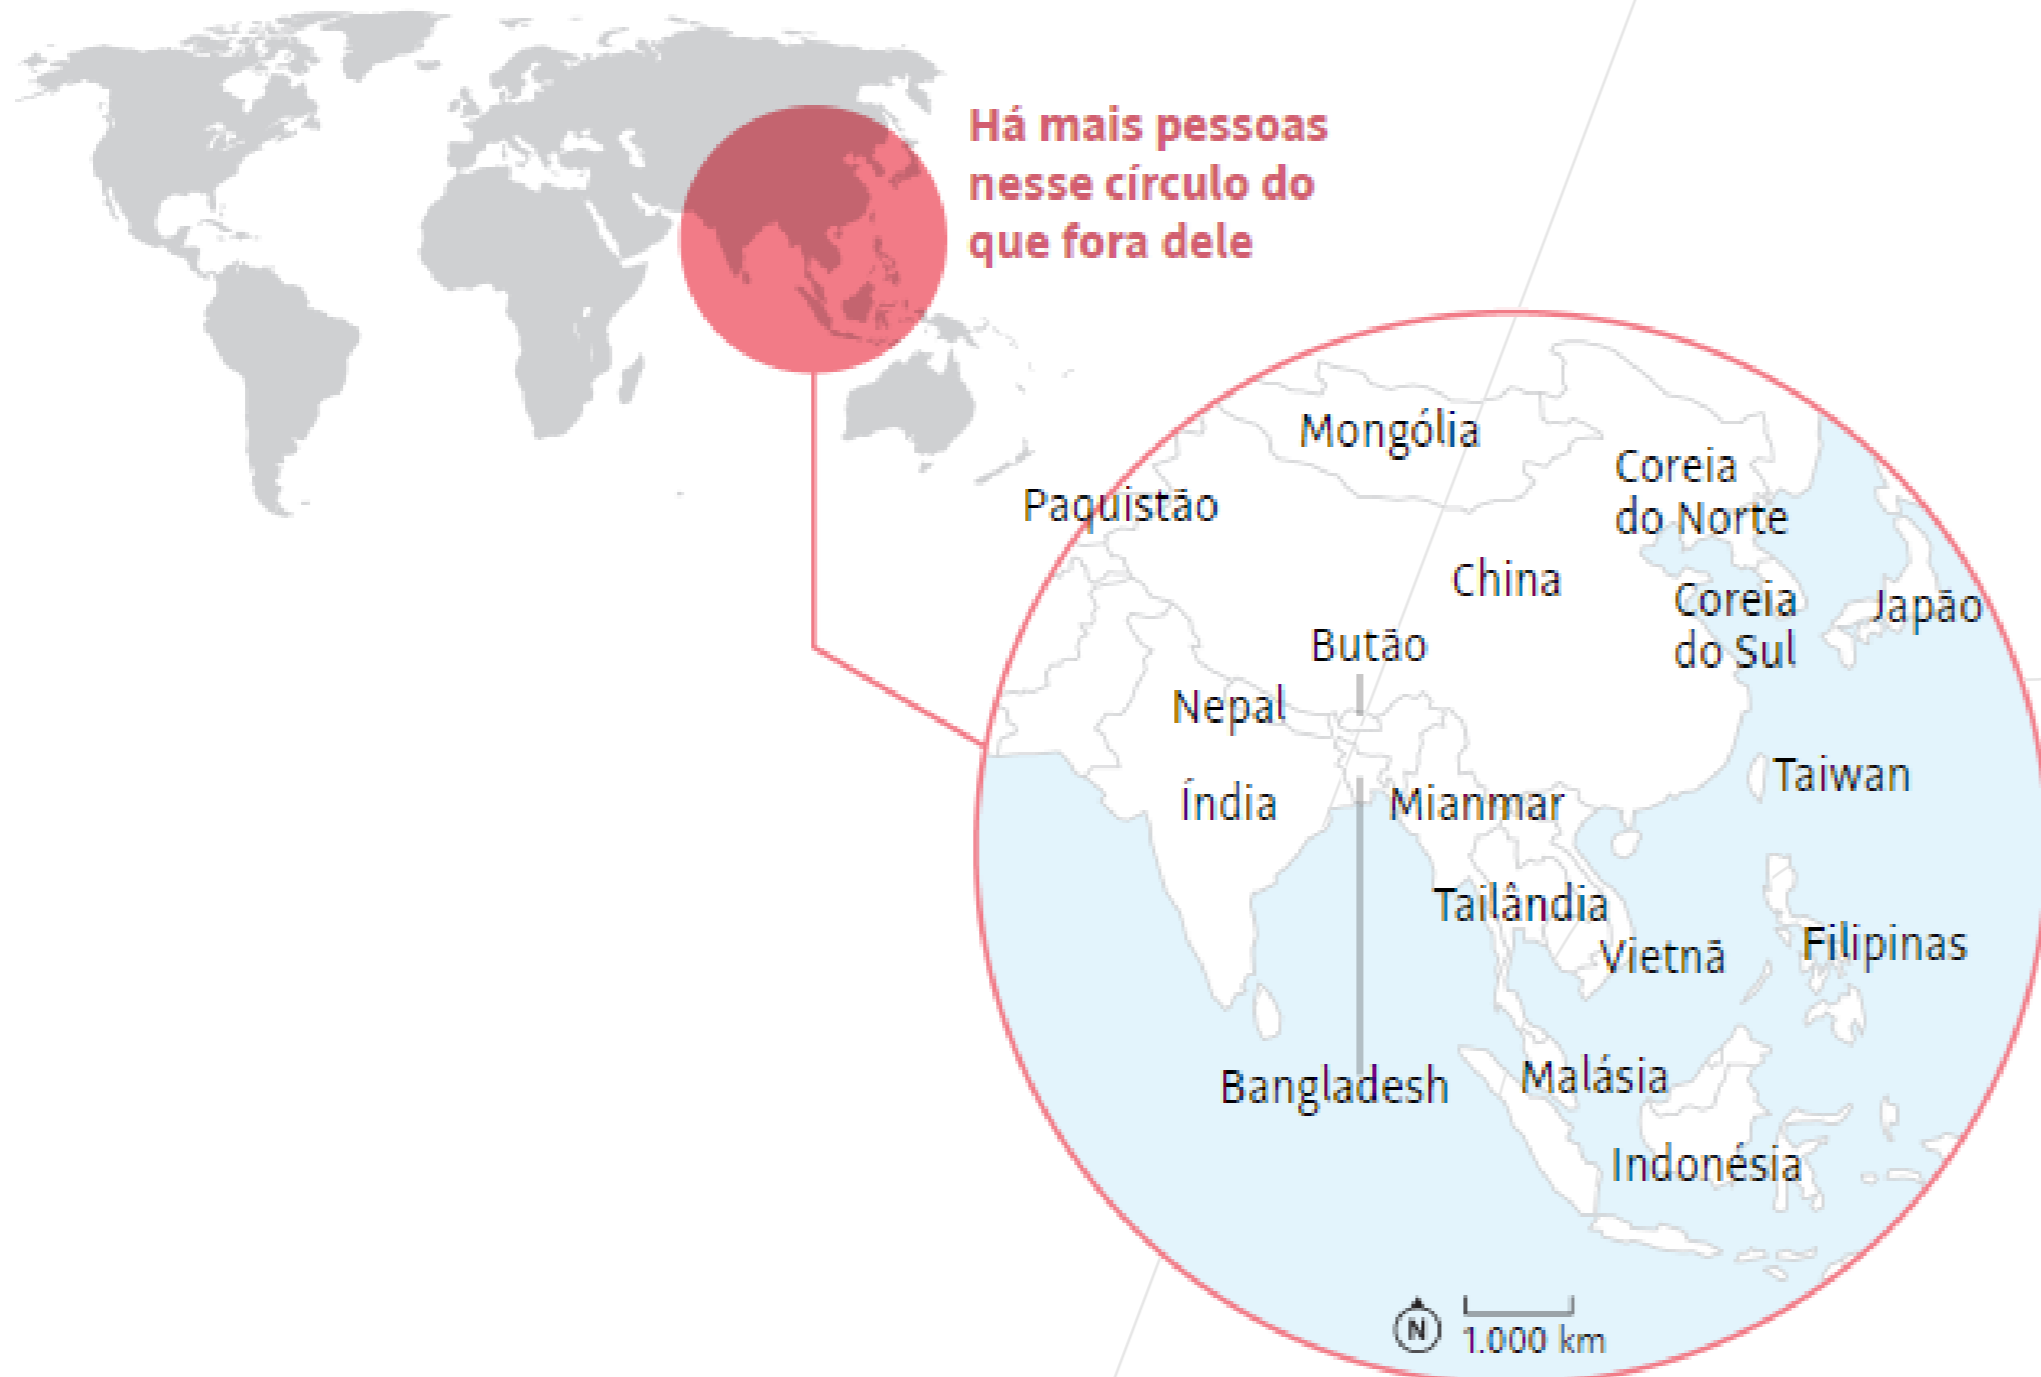 Há mais pessoas
nesse círculo do
que fora dele
Mongólia
Coreia
do Norte
Paquistão
China
Coreia
do Sul
Japão
Butão
Nepal
Taiwan
Índia
Mianmar
Tailândia
Vietnã
Filipinas
Bangladesh
Malásia
Indonésia
N
1.000 km